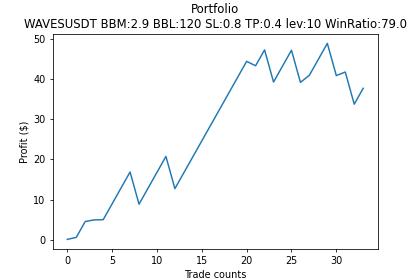 Portfolio
WAVESUSDT BBM:2.9 BBL:120 SL:0.8 TP:0.4 lev:10 WinRatio:79.0
50
40
30
20
10
0
Profit ($)
0 5 10 15 20 25 30
Trade counts